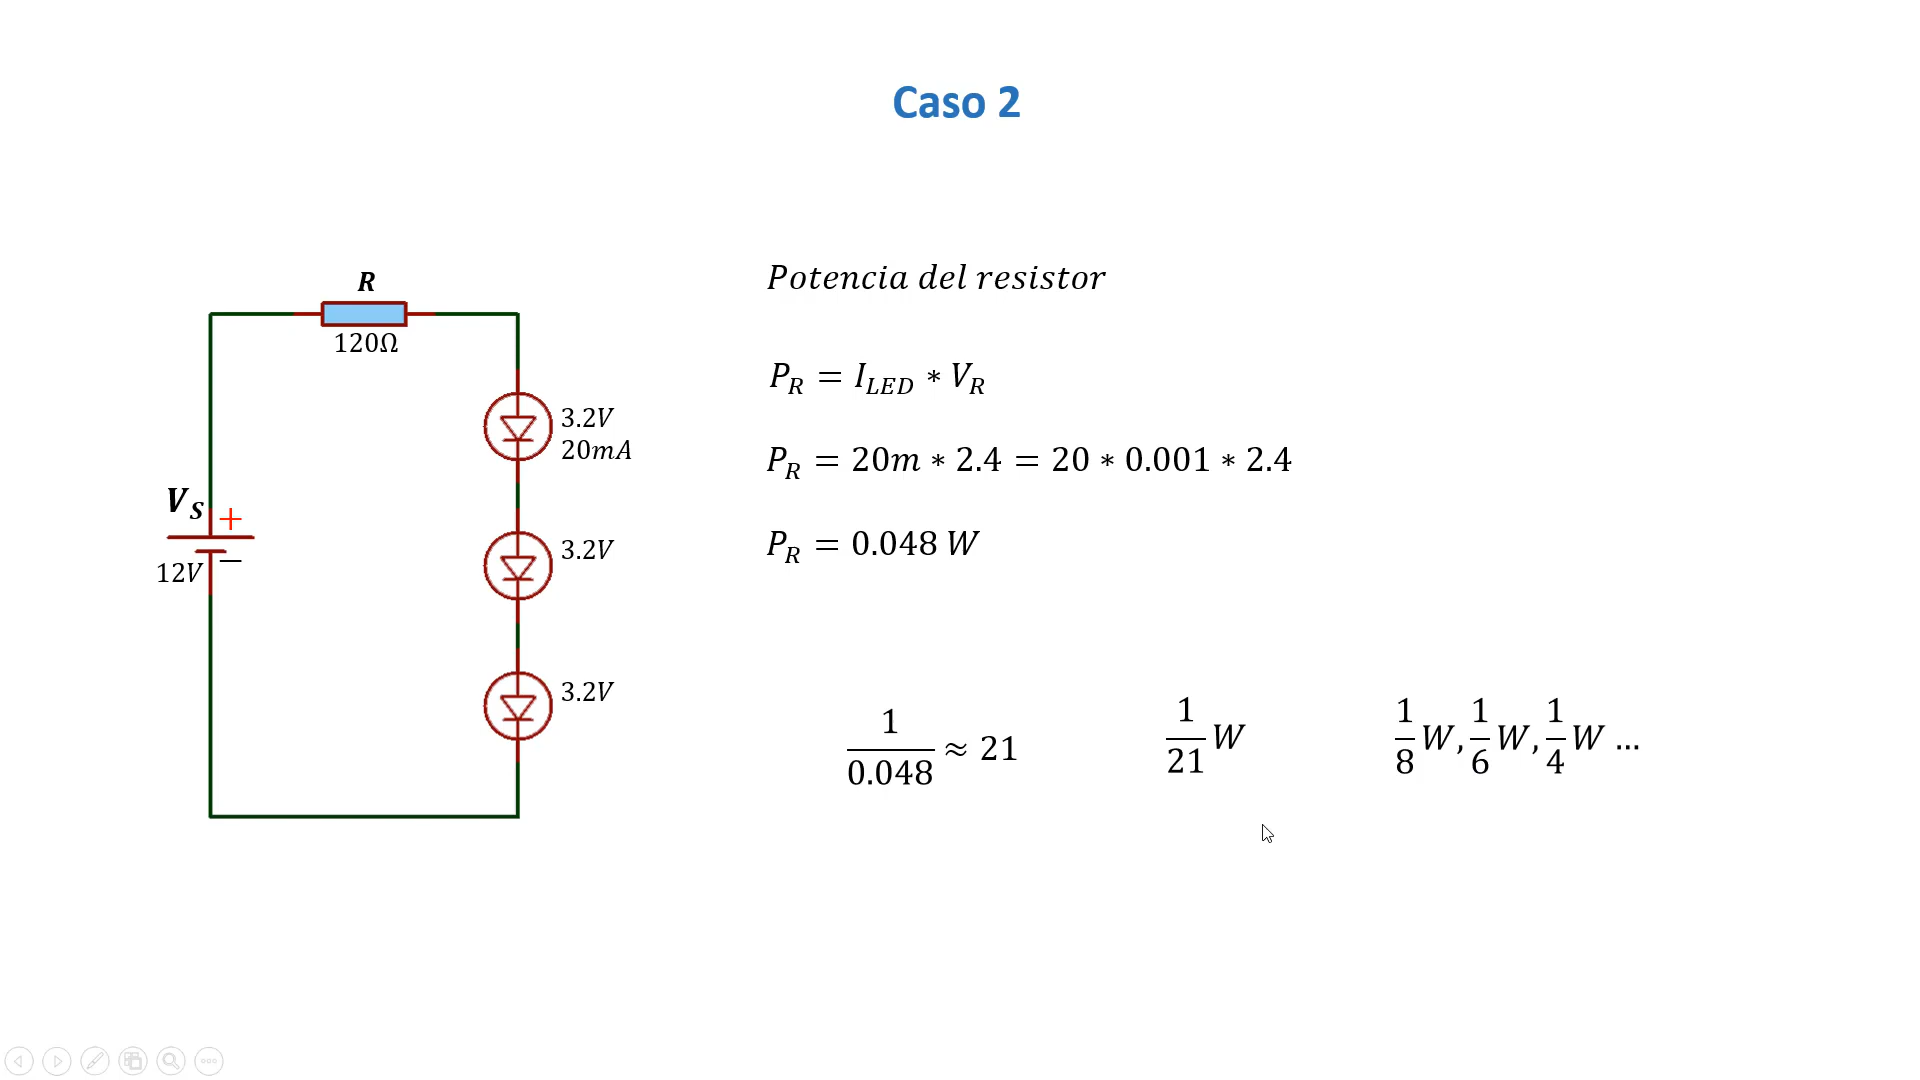 Caso 2
R
120Ω
3.2V
20mA
V_S +
12V −
3.2V
3.2V
Potencia del resistor
P_R = I_LED * V_R
P_R = 20m * 2.4 = 20 * 0.001 * 2.4
P_R = 0.048 W
1/0.048 ≈ 21
1/21 W
1/8 W, 1/6 W, 1/4 W ...